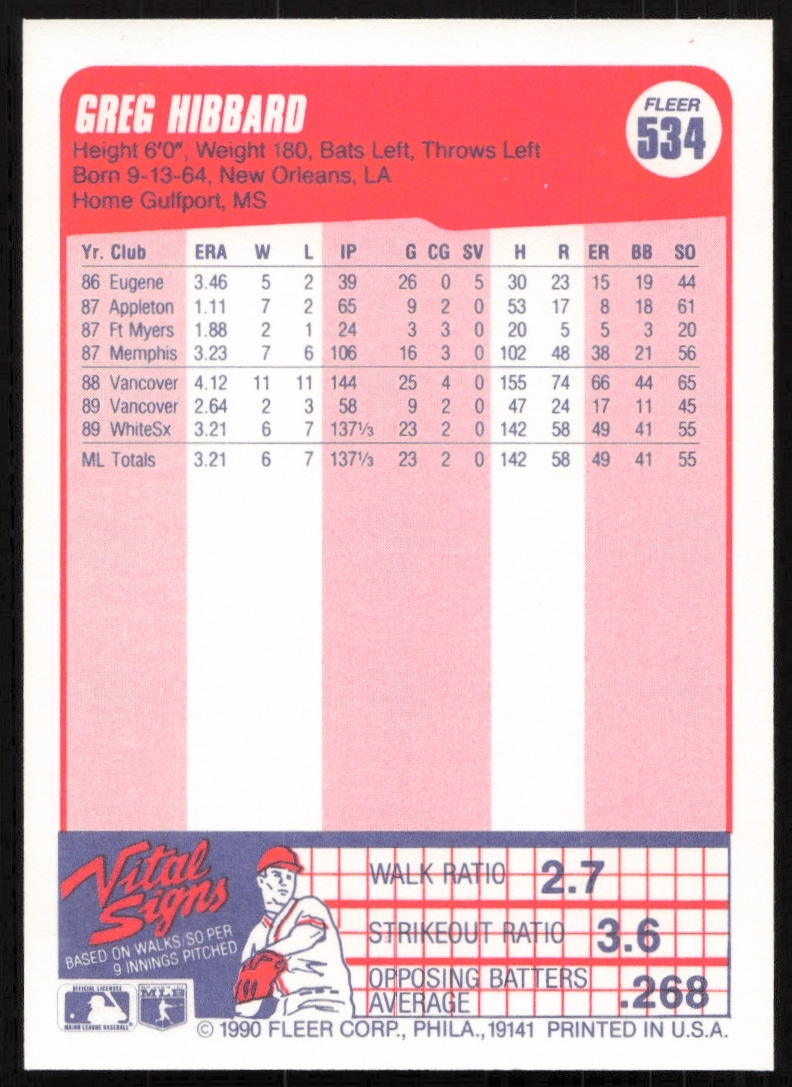 GREG HIBBARD
FLEER
534
Height 6'0", Weight 180, Bats Left, Throws Left
Born 9-13-64, New Orleans, LA
Home Gulfport, MS
Yr. Club ERA W L IP G CG SV H R ER BB SO
86 Eugene 3.46 5 2 39 26 0 5 30 23 15 19 44
87 Appleton 1.11 7 2 65 9 2 0 53 17 8 18 61
87 Ft Myers 1.88 2 1 24 3 3 0 20 5 5 3 20
87 Memphis 3.23 7 6 106 16 3 0 102 48 38 21 56
88 Vancover 4.12 11 11 144 25 4 0 155 74 66 44 65
89 Vancover 2.64 2 3 58 9 2 0 47 24 17 11 45
89 WhiteSx 3.21 6 7 137⅓ 23 2 0 142 58 49 41 55
ML Totals 3.21 6 7 137⅓ 23 2 0 142 58 49 41 55
Vital
Signs
BASED ON WALKS/SO PER
9 INNINGS PITCHED
WALK RATIO 2.7
STRIKEOUT RATIO 3.6
OPPOSING BATTERS
AVERAGE .268
OFFICIAL LICENSEE
MAJOR LEAGUE BASEBALL
MLB
© 1990 FLEER CORP., PHILA., 19141 PRINTED IN U.S.A.